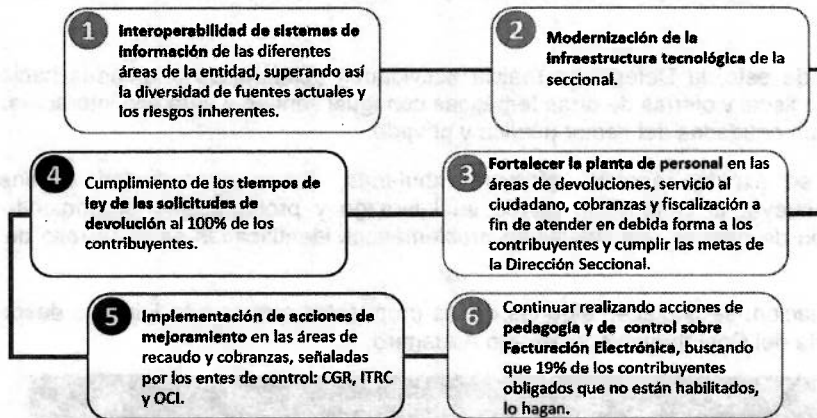 1
Interoperabilidad de sistemas de
información de las diferentes
áreas de la entidad, superando así
la diversidad de fuentes actuales y
los riesgos inherentes.
2
Modernización de la
infraestructura tecnológica de la
seccional.
3
Fortalecer la planta de personal en las
áreas de devoluciones, servicio al
ciudadano, cobranzas y fiscalización a
fin de atender en debida forma a los
contribuyentes y cumplir las metas de
la Dirección Seccional.
4
Cumplimiento de los tiempos de
ley de las solicitudes de
devolución al 100% de los
contribuyentes.
5
Implementación de acciones de
mejoramiento en las áreas de
recaudo y cobranzas, señaladas
por los entes de control: CGR, ITRC
y OCI.
6
Continuar realizando acciones de
pedagogía y de control sobre
Facturación Electrónica, buscando
que 19% de los contribuyentes
obligados que no están habilitados,
lo hagan.